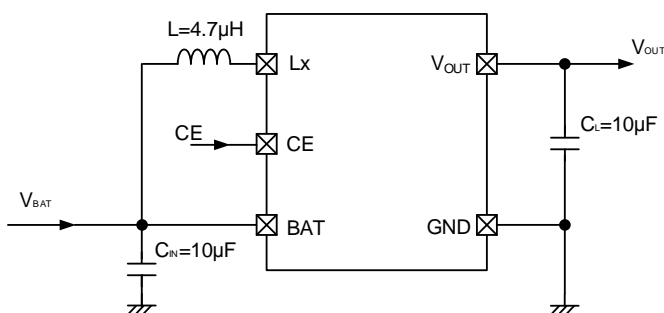 L=4.7µH
Lx
VOUT
VOUT
CL=10µF
CE
CE
VBAT
BAT
GND
CIN=10µF